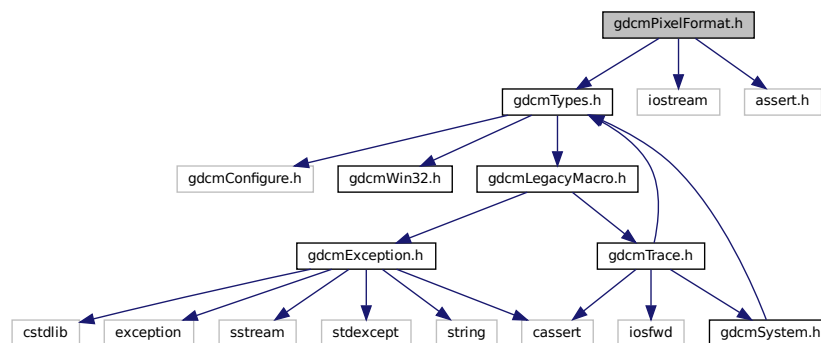 gdcmPixelFormat.h
gdcmTypes.h
iostream
assert.h
gdcmConfigure.h
gdcmWin32.h
gdcmLegacyMacro.h
gdcmException.h
gdcmTrace.h
cstdlib
exception
sstream
stdexcept
string
cassert
iosfwd
gdcmSystem.h